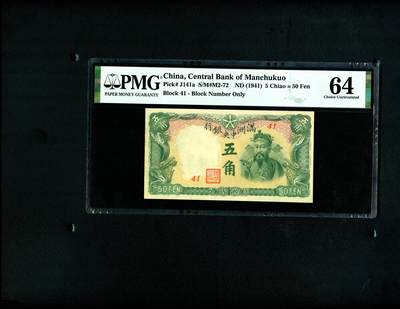 PMG
PAPER MONEY GUARANTY
China, Central Bank of Manchukuo
Pick# J141a S/M#M2-72 ND (1941) 5 Chiao = 50 Fen
Block 41 - Block Number Only
64
Choice Uncirculated
行銀央中洲滿
41
五角
41
50 FEN
50 FEN